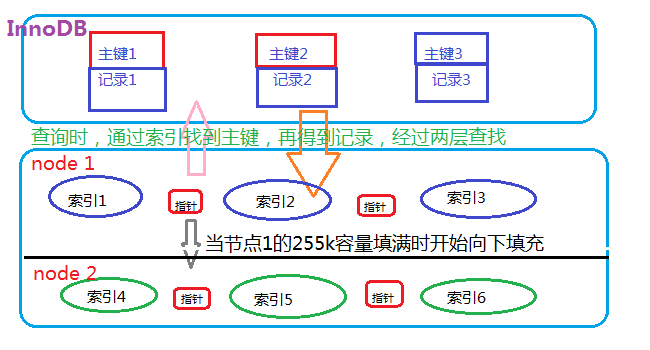 InnoDB
主键1 主键2 主键3
记录1 记录2 记录3
查询时，通过索引找到主键，再得到记录，经过两层查找
node 1
索引1 指针 索引2 指针 索引3
当节点1的255k容量填满时开始向下填充
node 2
索引4 指针 索引5 指针 索引6